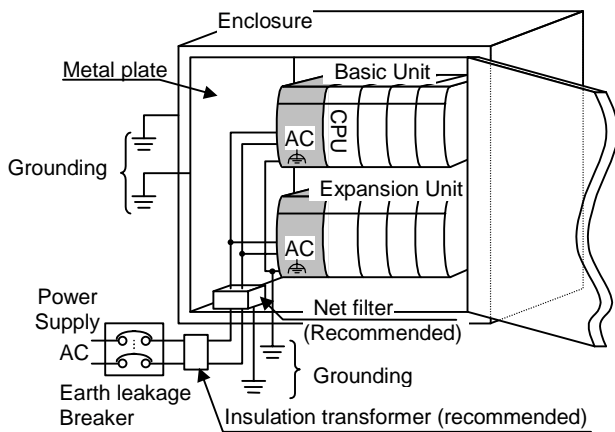 Enclosure
Metal plate
Basic Unit
AC
CPU
Grounding
Expansion Unit
AC
Power
Supply
Net filter
(Recommended)
AC
Grounding
Earth leakage
Breaker
Insulation transformer (recommended)